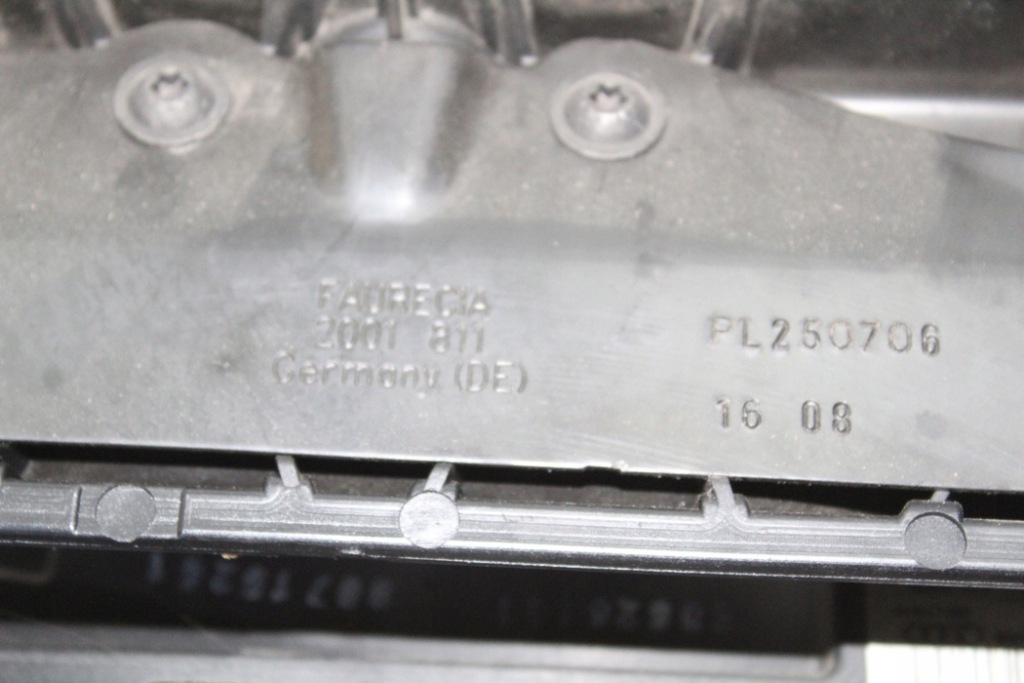 FAURECIA
2001 811
Germany (DE)
PL250706
16 08